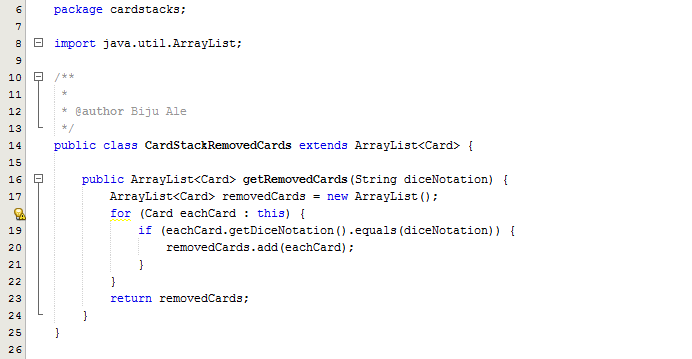 6 package cardstacks;
7
8 import java.util.ArrayList;
9
10 /**
11 *
12 * @author Biju Ale
13 */
14 public class CardStackRemovedCards extends ArrayList<Card> {
15
16 public ArrayList<Card> getRemovedCards(String diceNotation) {
17 ArrayList<Card> removedCards = new ArrayList();
for (Card eachCard : this) {
19 if (eachCard.getDiceNotation().equals(diceNotation)) {
20 removedCards.add(eachCard);
21 }
22 }
23 return removedCards;
24 }
25 }
26